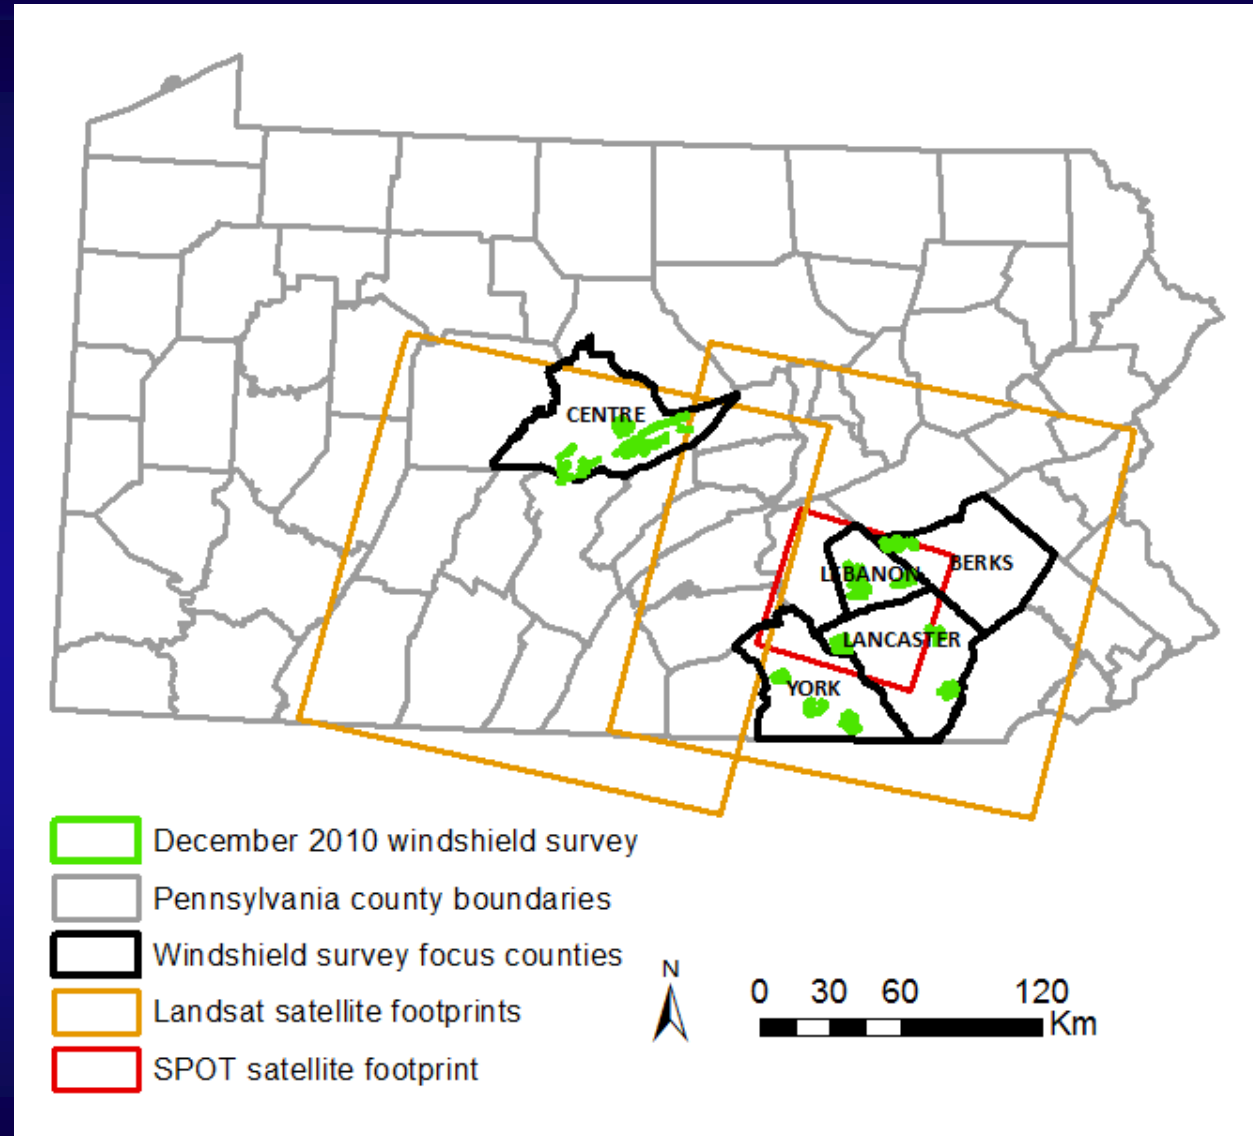 CENTRE
BERKS
LEBANON
LANCASTER
YORK
December 2010 windshield survey
Pennsylvania county boundaries
Windshield survey focus counties
Landsat satellite footprints
SPOT satellite footprint
N
0 30 60 120
Km